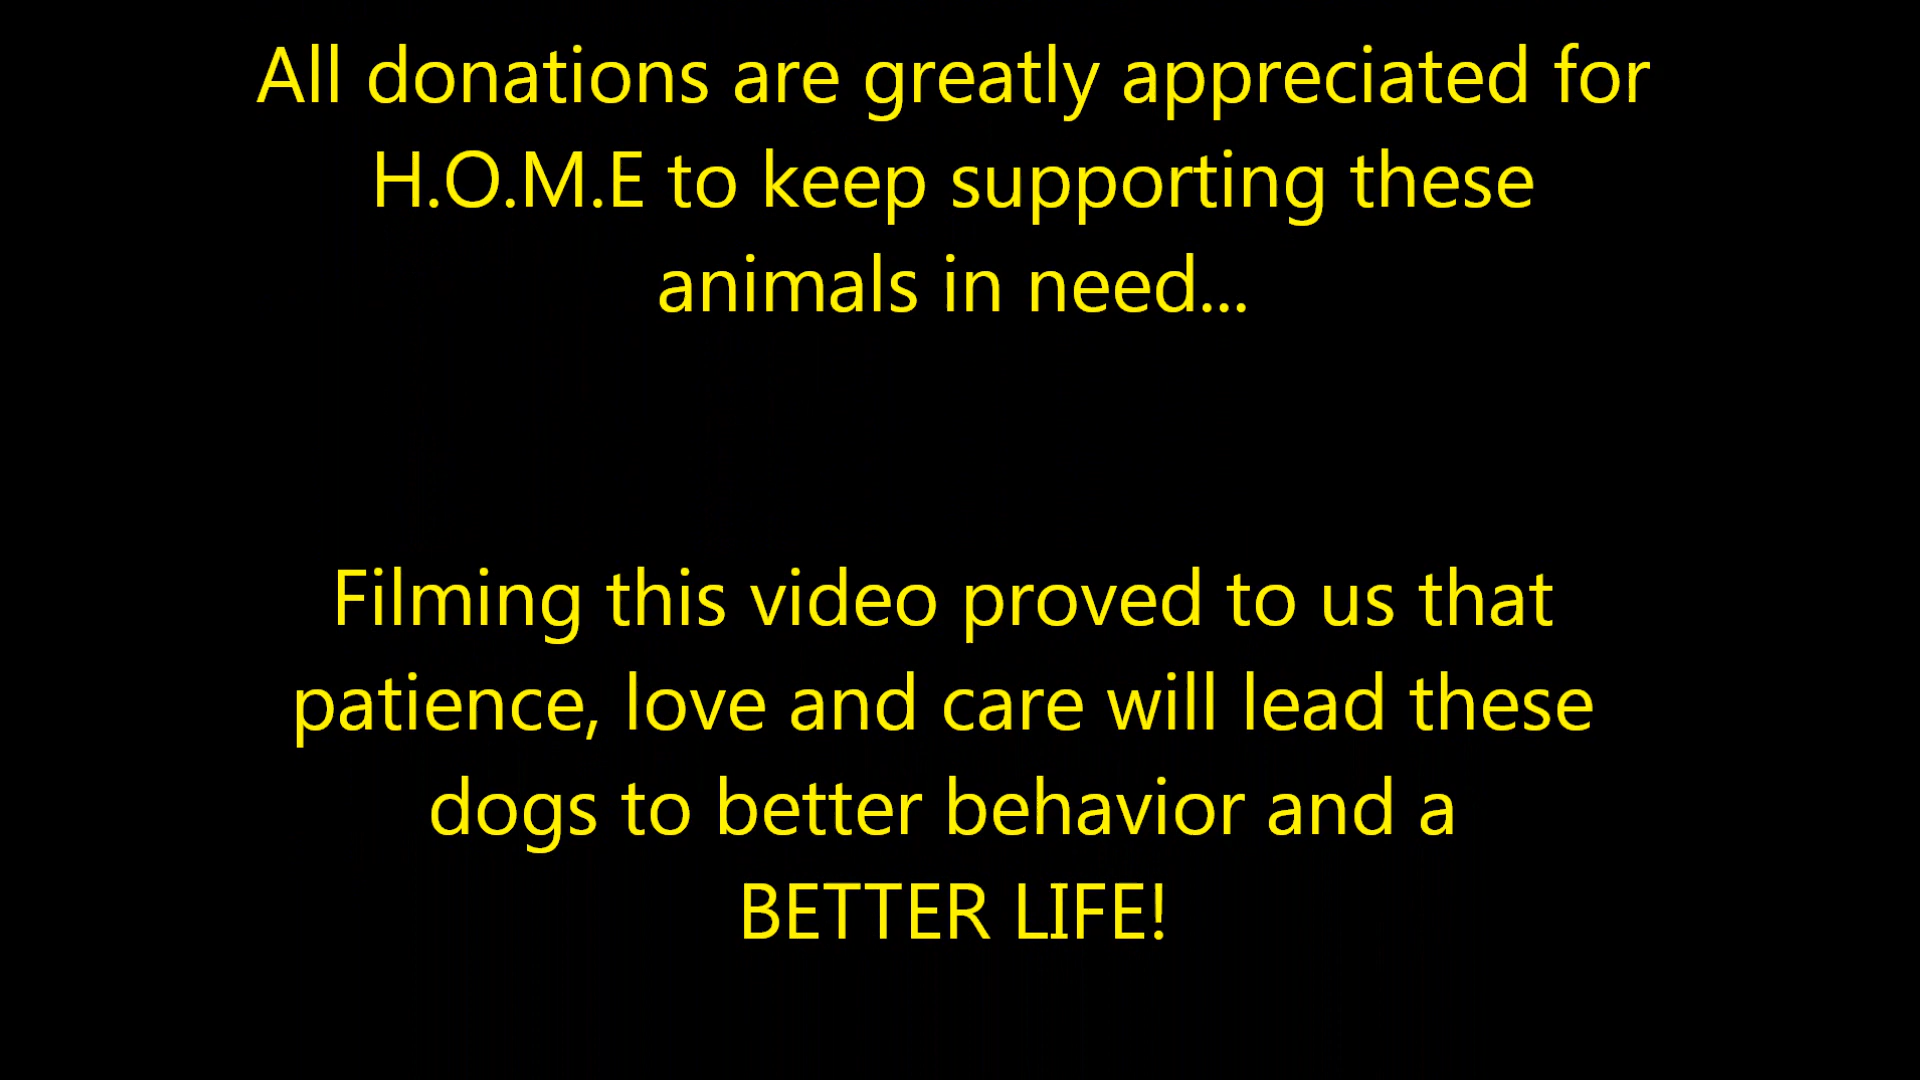 All donations are greatly appreciated for
H.O.M.E to keep supporting these
animals in need...
Filming this video proved to us that
patience, love and care will lead these
dogs to better behavior and a
BETTER LIFE!